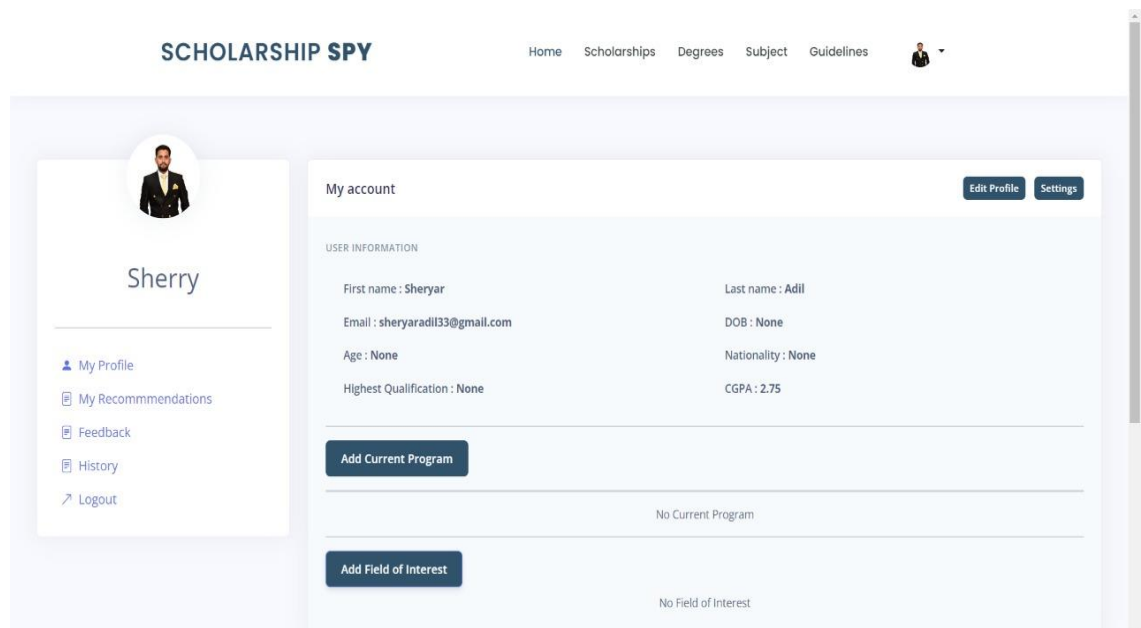 SCHOLARSHIP SPY
Home Scholarships Degrees Subject Guidelines
Sherry
My Profile
My Recommmendations
Feedback
History
Logout
My account
Edit Profile Settings
USER INFORMATION
First name : Sheryar Last name : Adil
Email : sheryaradil33@gmail.com DOB : None
Age : None Nationality : None
Highest Qualification : None CGPA : 2.75
Add Current Program
No Current Program
Add Field of Interest
No Field of Interest